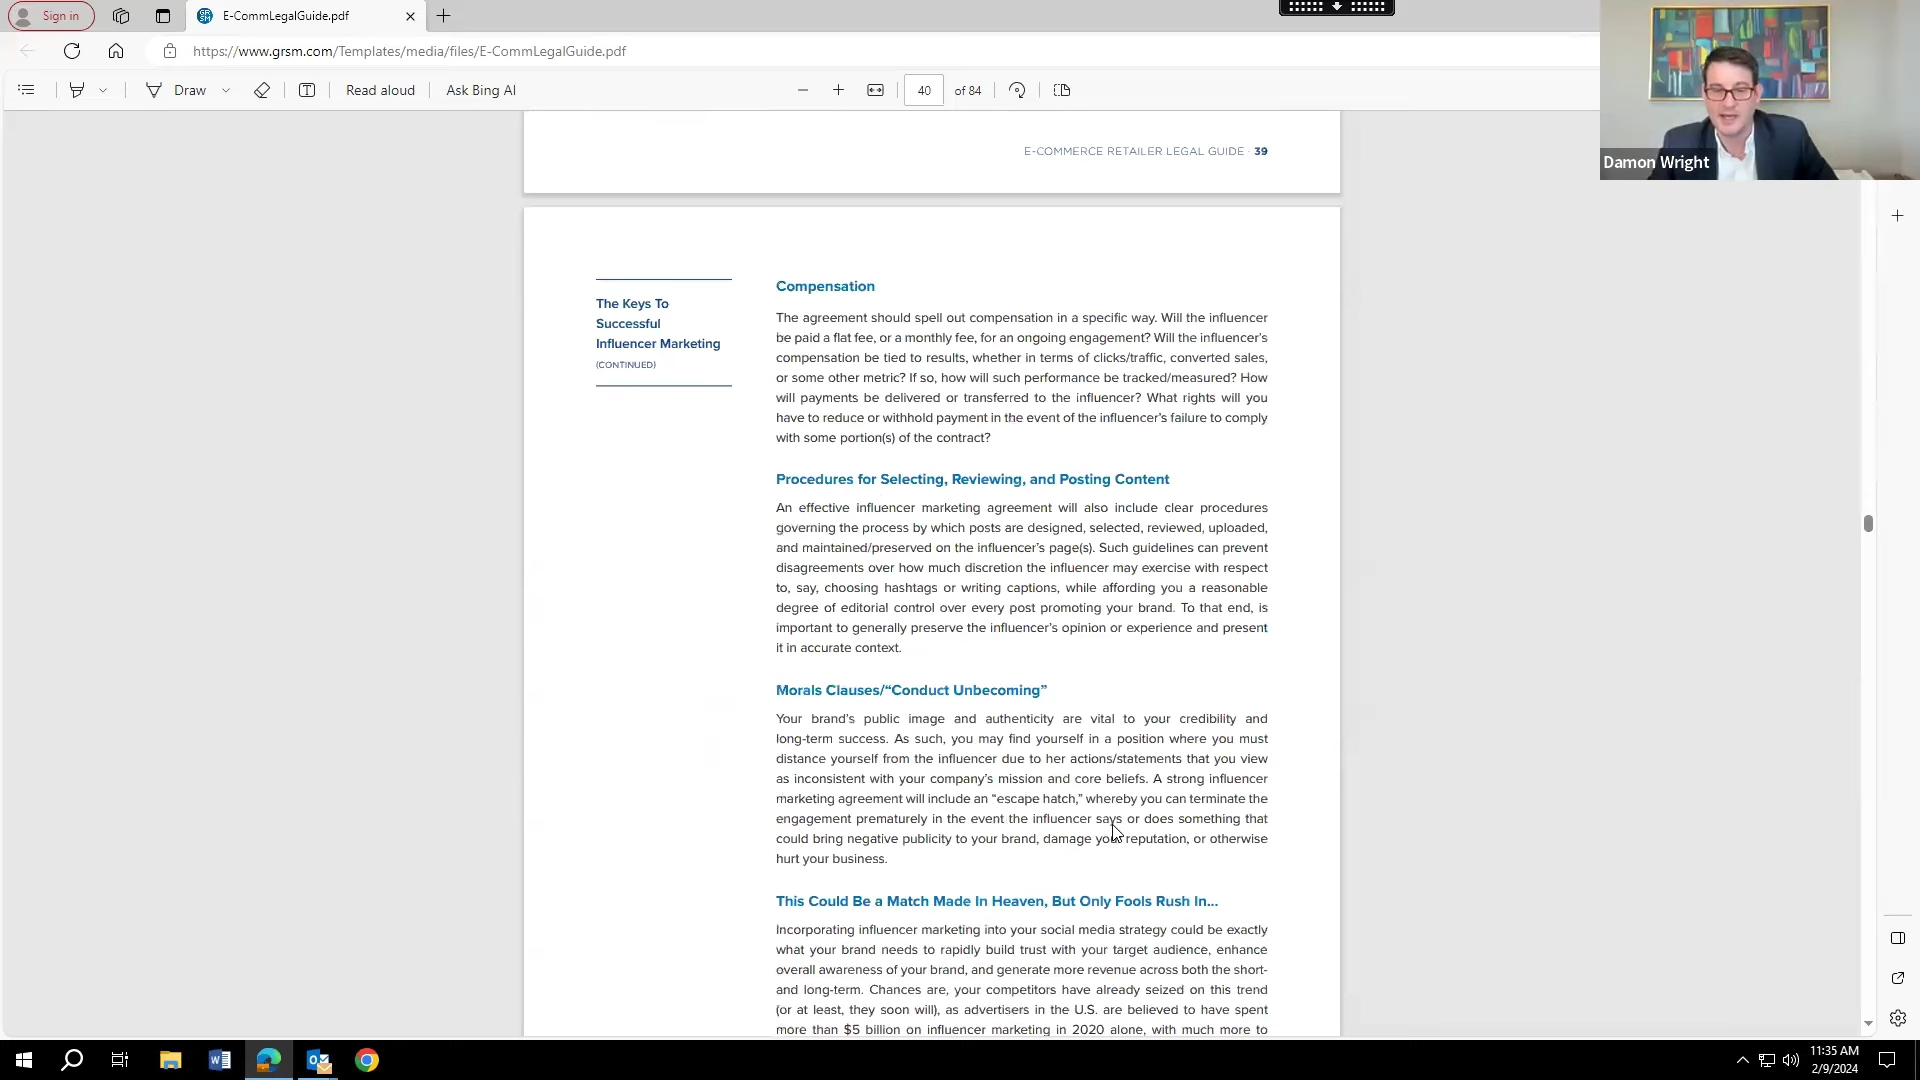 Sign in
E-CommLegalGuide.pdf
https://www.grsm.com/Templates/media/files/E-CommLegalGuide.pdf
Draw
Read aloud
Ask Bing AI
40 of 84
Damon Wright
E-COMMERCE RETAILER LEGAL GUIDE · 39
The Keys To
Successful
Influencer Marketing
(CONTINUED)
Compensation
The agreement should spell out compensation in a specific way. Will the influencer
be paid a flat fee, or a monthly fee, for an ongoing engagement? Will the influencer's
compensation be tied to results, whether in terms of clicks/traffic, converted sales,
or some other metric? If so, how will such performance be tracked/measured? How
will payments be delivered or transferred to the influencer? What rights will you
have to reduce or withhold payment in the event of the influencer's failure to comply
with some portion(s) of the contract?
Procedures for Selecting, Reviewing, and Posting Content
An effective influencer marketing agreement will also include clear procedures
governing the process by which posts are designed, selected, reviewed, uploaded,
and maintained/preserved on the influencer's page(s). Such guidelines can prevent
disagreements over how much discretion the influencer may exercise with respect
to, say, choosing hashtags or writing captions, while affording you a reasonable
degree of editorial control over every post promoting your brand. To that end, is
important to generally preserve the influencer's opinion or experience and present
it in accurate context.
Morals Clauses/“Conduct Unbecoming”
Your brand's public image and authenticity are vital to your credibility and
long-term success. As such, you may find yourself in a position where you must
distance yourself from the influencer due to her actions/statements that you view
as inconsistent with your company's mission and core beliefs. A strong influencer
marketing agreement will include an “escape hatch,” whereby you can terminate the
engagement prematurely in the event the influencer says or does something that
could bring negative publicity to your brand, damage your reputation, or otherwise
hurt your business.
This Could Be a Match Made In Heaven, But Only Fools Rush In...
Incorporating influencer marketing into your social media strategy could be exactly
what your brand needs to rapidly build trust with your target audience, enhance
overall awareness of your brand, and generate more revenue across both the short-
and long-term. Chances are, your competitors have already seized on this trend
(or at least, they soon will), as advertisers in the U.S. are believed to have spent
more than $5 billion on influencer marketing in 2020 alone, with much more to
11:35 AM
2/9/2024